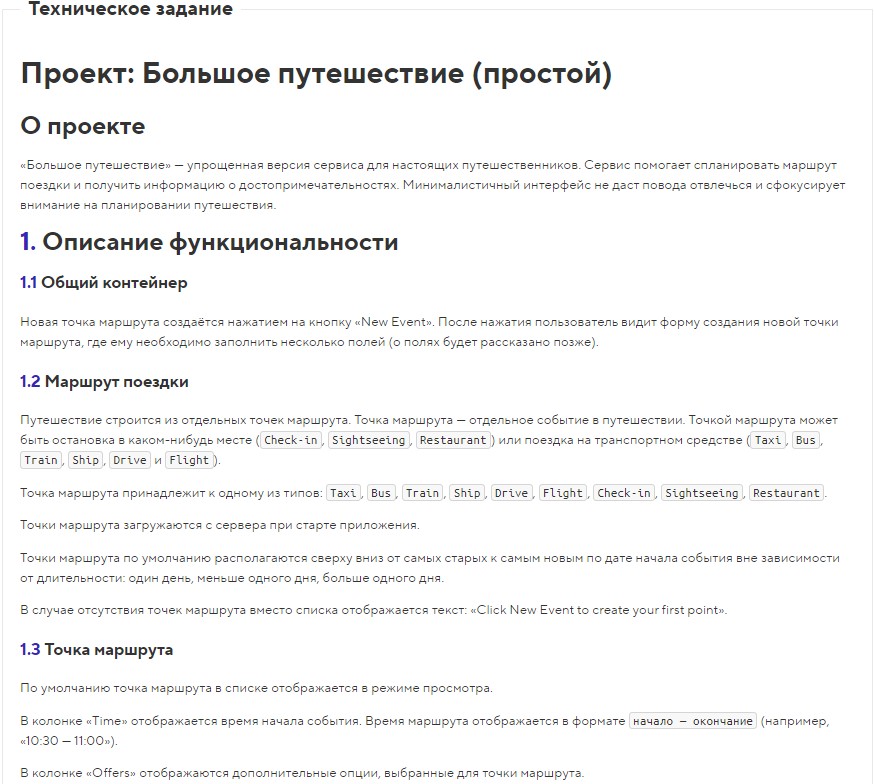 Техническое задание
Проект: Большое путешествие (простой)
О проекте
«Большое путешествие» — упрощенная версия сервиса для настоящих путешественников. Сервис помогает спланировать маршрут
поездки и получить информацию о достопримечательностях. Минималистичный интерфейс не даст повода отвлечься и сфокусирует
внимание на планировании путешествия.
1. Описание функциональности
1.1 Общий контейнер
Новая точка маршрута создаётся нажатием на кнопку «New Event». После нажатия пользователь видит форму создания новой точки
маршрута, где ему необходимо заполнить несколько полей (о полях будет рассказано позже).
1.2 Маршрут поездки
Путешествие строится из отдельных точек маршрута. Точка маршрута — отдельное событие в путешествии. Точкой маршрута может
быть остановка в каком-нибудь месте (Check-in, Sightseeing, Restaurant) или поездка на транспортном средстве (Taxi, Bus,
Train, Ship, Drive и Flight).
Точка маршрута принадлежит к одному из типов: Taxi, Bus, Train, Ship, Drive, Flight, Check-in, Sightseeing, Restaurant.
Точки маршрута загружаются с сервера при старте приложения.
Точки маршрута по умолчанию располагаются сверху вниз от самых старых к самым новым по дате начала события вне зависимости
от длительности: один день, меньше одного дня, больше одного дня.
В случае отсутствия точек маршрута вместо списка отображается текст: «Click New Event to create your first point».
1.3 Точка маршрута
По умолчанию точка маршрута в списке отображается в режиме просмотра.
В колонке «Time» отображается время начала события. Время маршрута отображается в формате начало — окончание (например,
«10:30 — 11:00»).
В колонке «Offers» отображаются дополнительные опции, выбранные для точки маршрута.